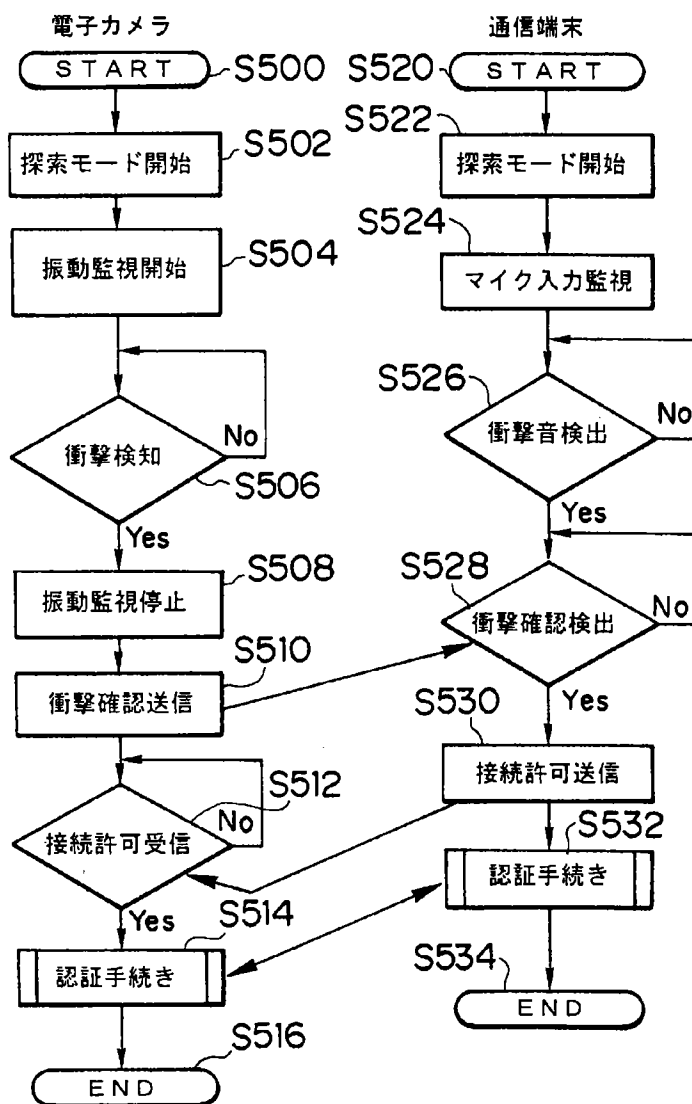 電子カメラ
START
S500
探索モード開始
S502
振動監視開始
S504
衝撃検知
No
S506
Yes
振動監視停止
S508
衝撃確認送信
S510
接続許可受信
No
S512
Yes
認証手続き
S514
END
S516
通信端末
START
S520
探索モード開始
S522
マイク入力監視
S524
衝撃音検出
No
S526
Yes
衝撃確認検出
No
S528
Yes
接続許可送信
S530
認証手続き
S532
END
S534